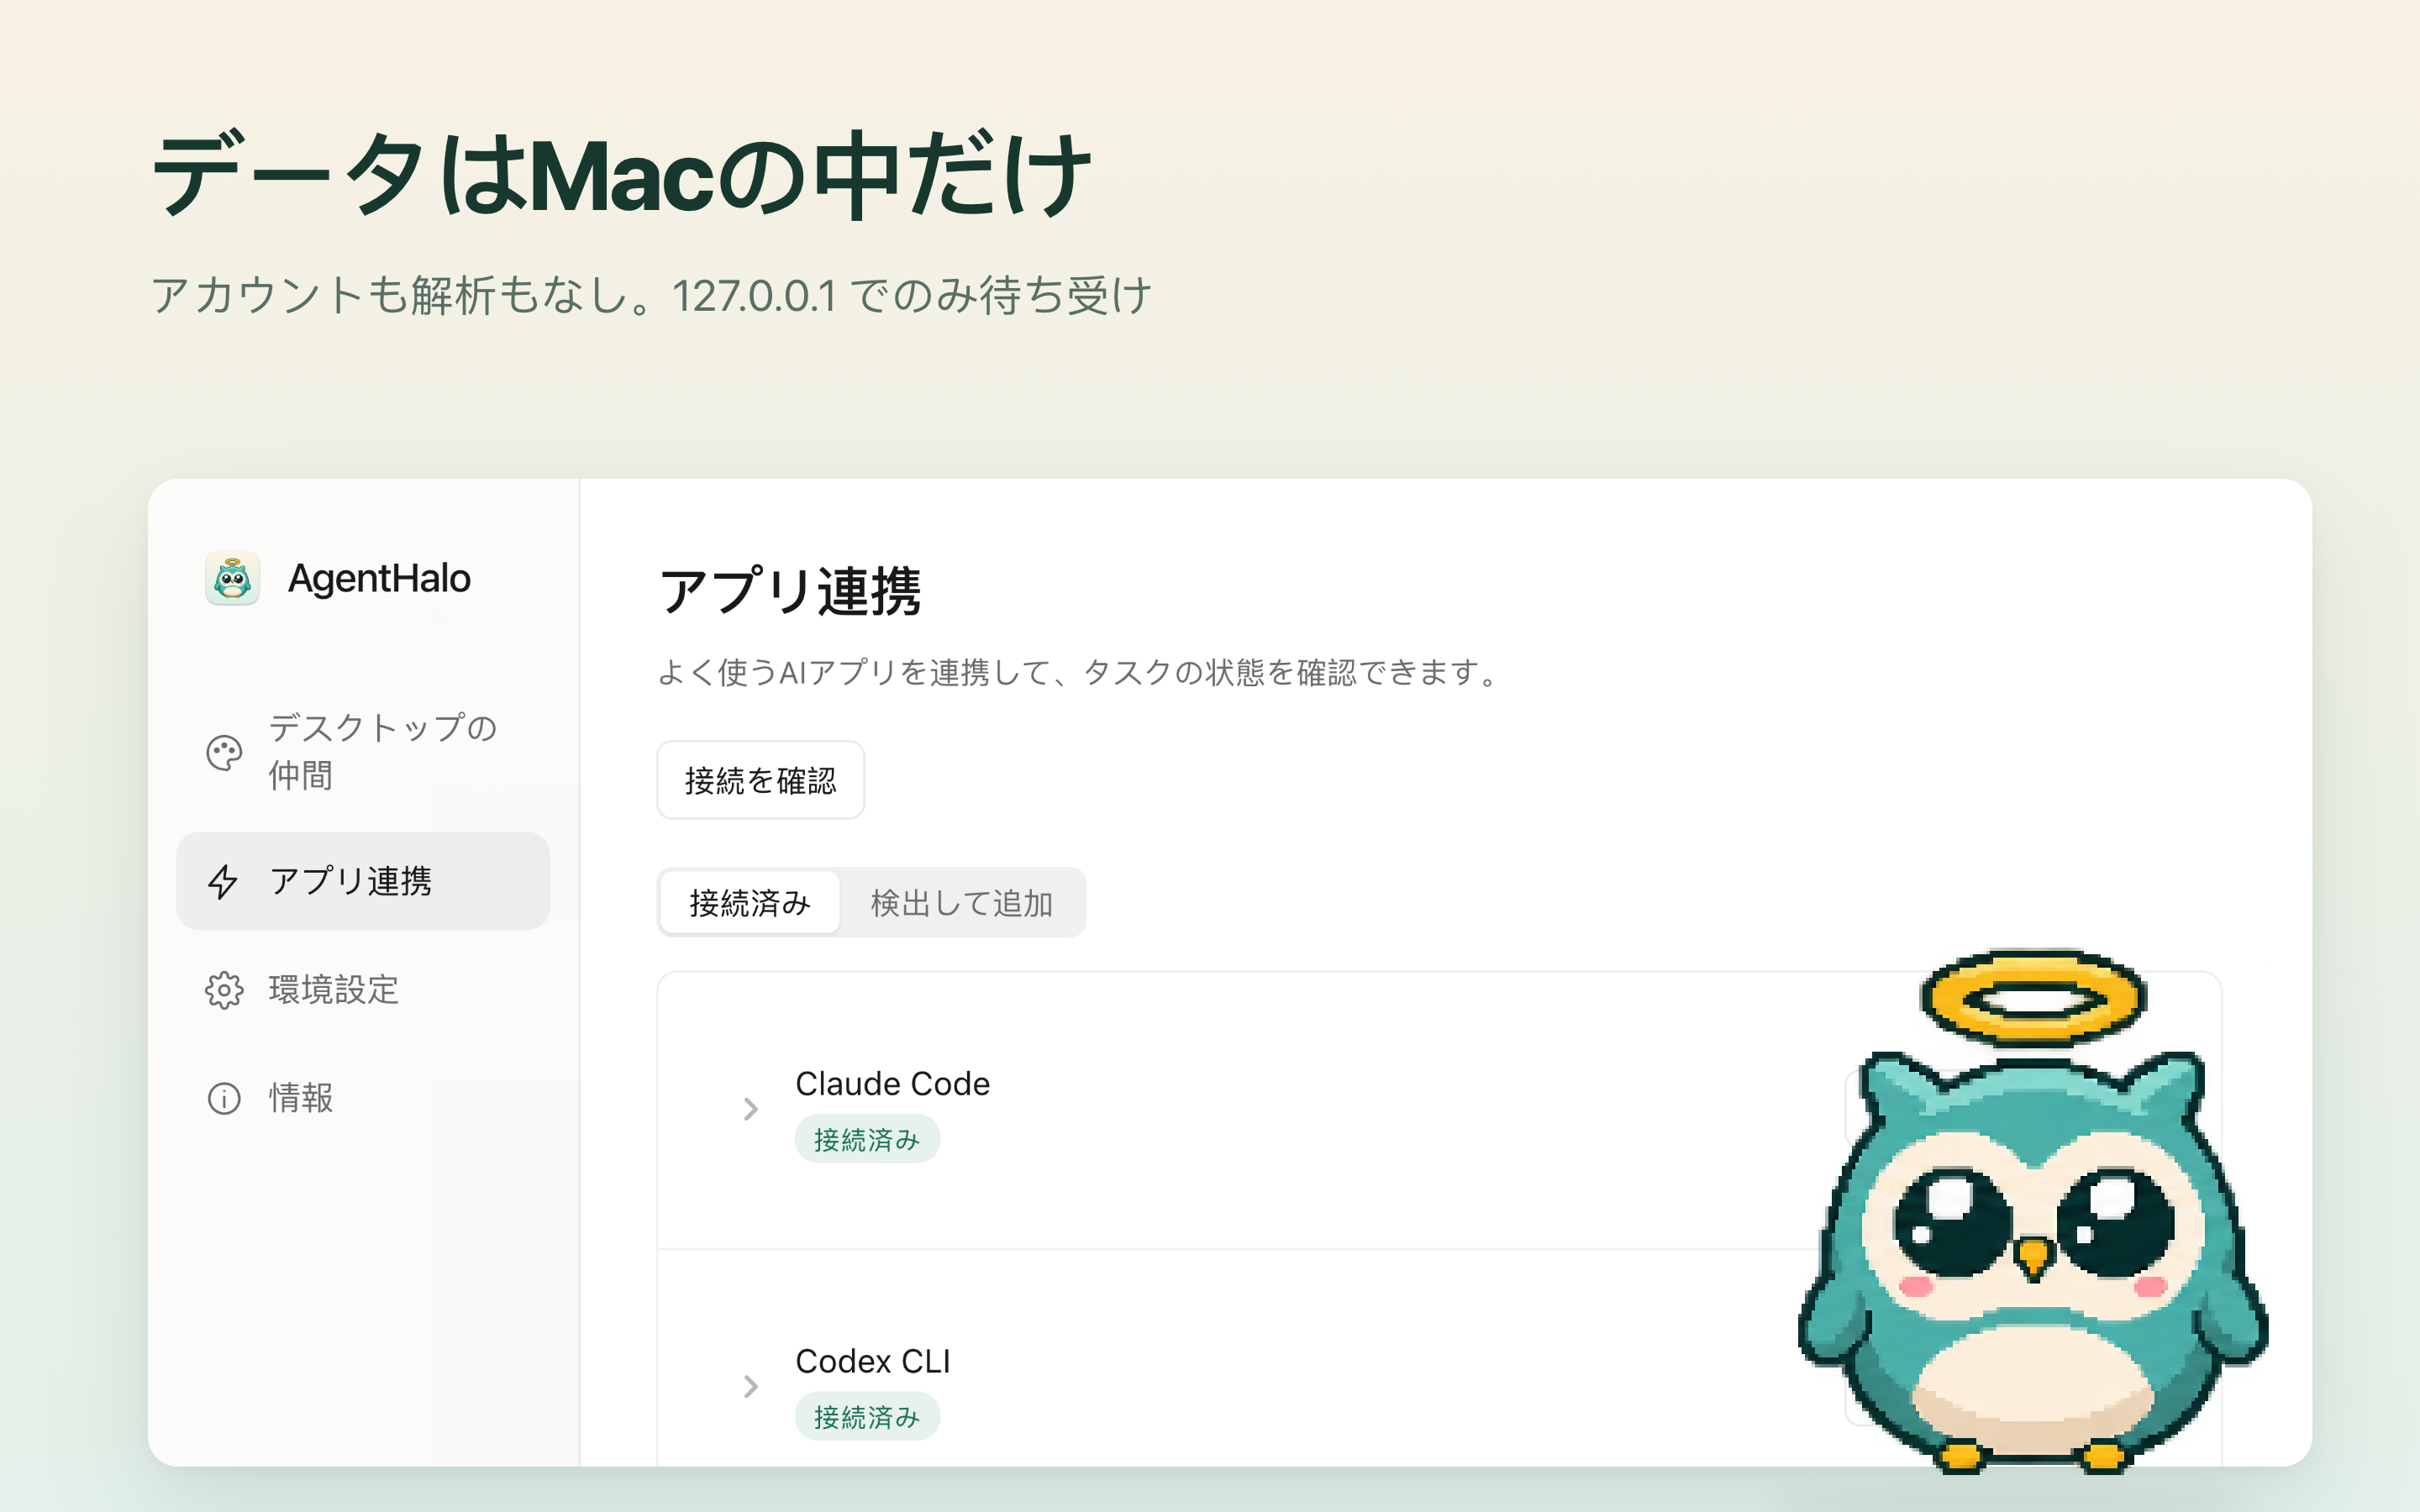 データはMacの中だけ
アカウントも解析もなし。127.0.0.1 でのみ待ち受け
AgentHalo
デスクトップの
仲間
アプリ連携
環境設定
情報
アプリ連携
よく使うAIアプリを連携して、タスクの状態を確認できます。
接続を確認
接続済み
検出して追加
Claude Code
接続済み
Codex CLI
接続済み